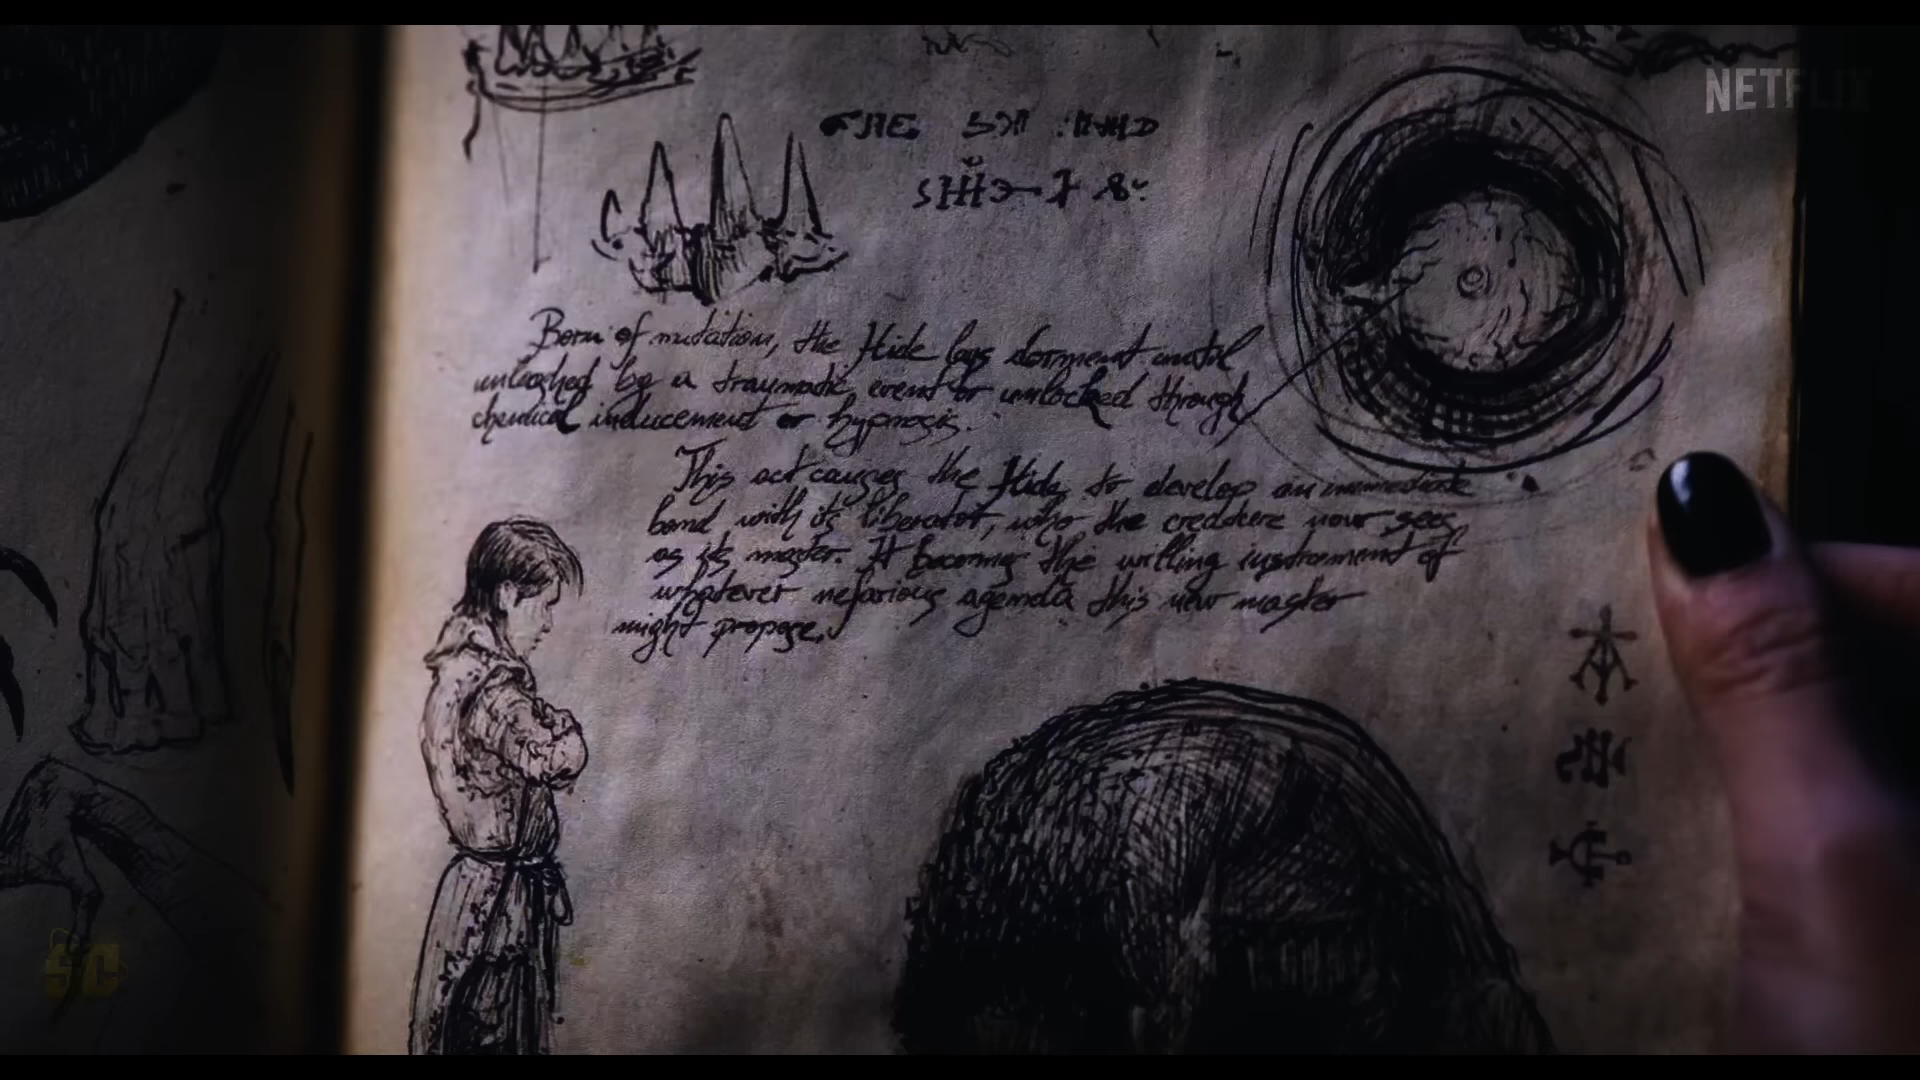 NETFLIX
Born of mutation, the Hide lays dormant until
unleashed by a traumatic event or unlocked through
chemical inducement or hypnosis.
This act causes the Hide to develop an immediate
bond with its liberator, who the creature now sees
as its master. It becomes the willing instrument of
whatever nefarious agenda this new master
might propose.
SC